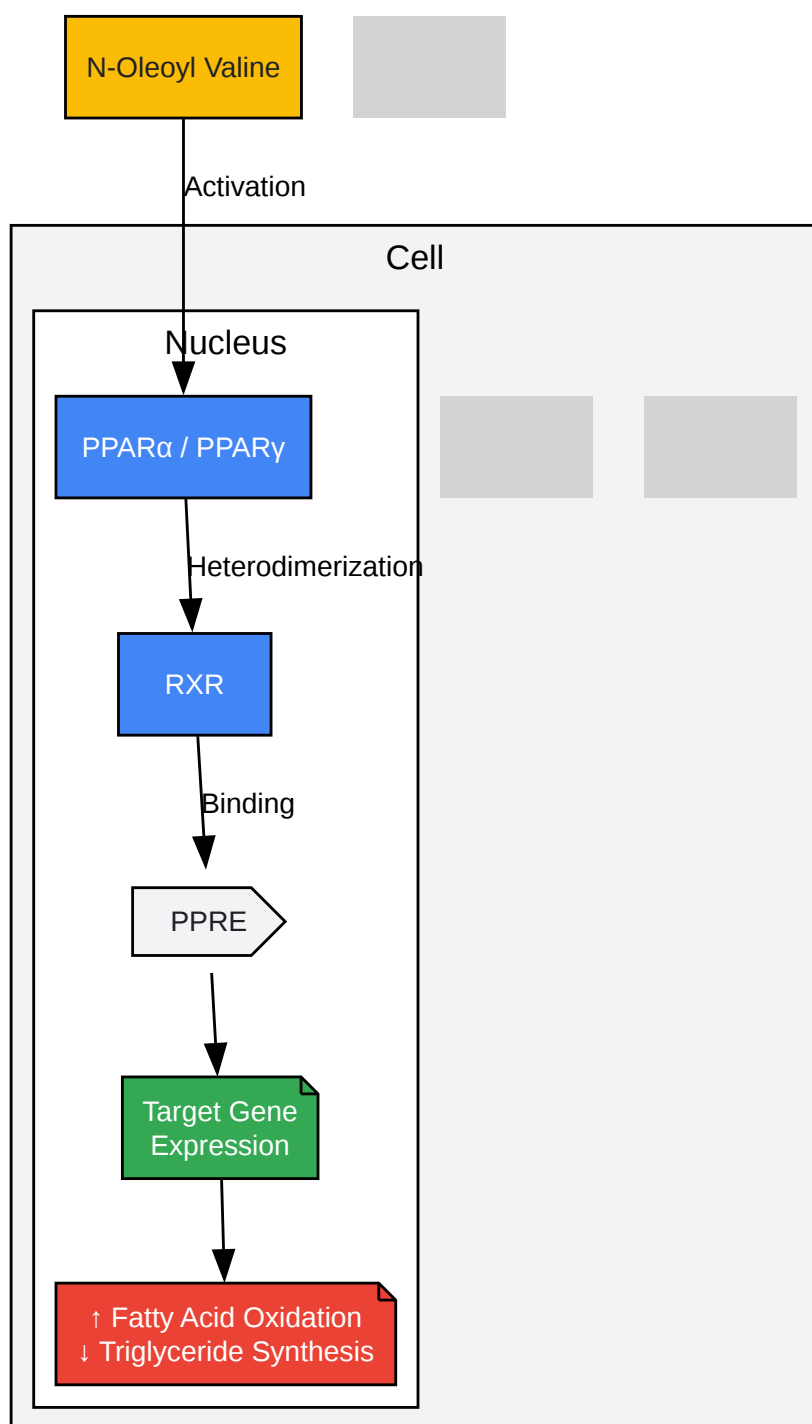 N-Oleoyl Valine
Activation
Cell
Nucleus
PPARα / PPARγ
Heterodimerization
RXR
Binding
PPRE
Target Gene
Expression
↑ Fatty Acid Oxidation
↓ Triglyceride Synthesis